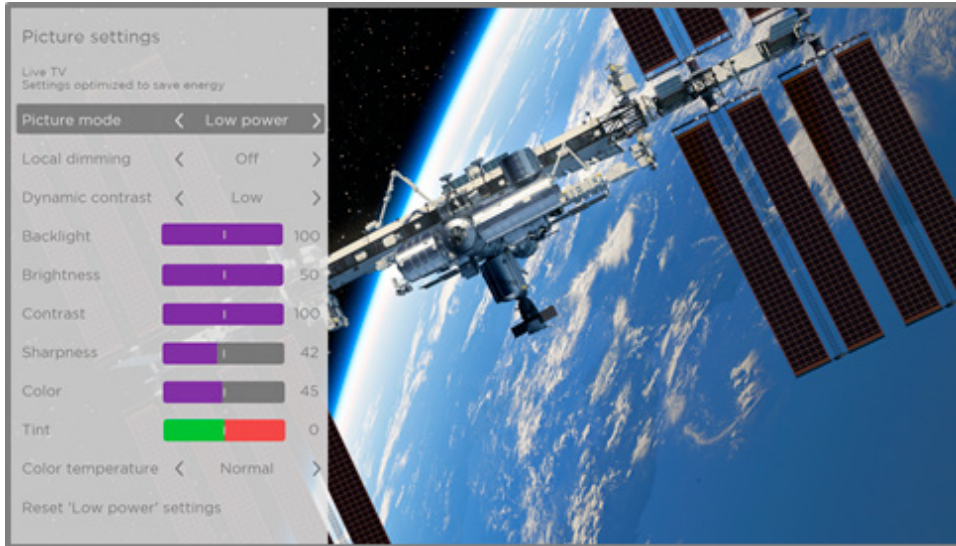 Picture settings
Live TV
Settings optimized to save energy
Picture mode < Low power >
Local dimming < Off >
Dynamic contrast < Low >
Backlight 100
Brightness 50
Contrast 100
Sharpness 42
Color 45
Tint 0
Color temperature < Normal >
Reset 'Low power' settings